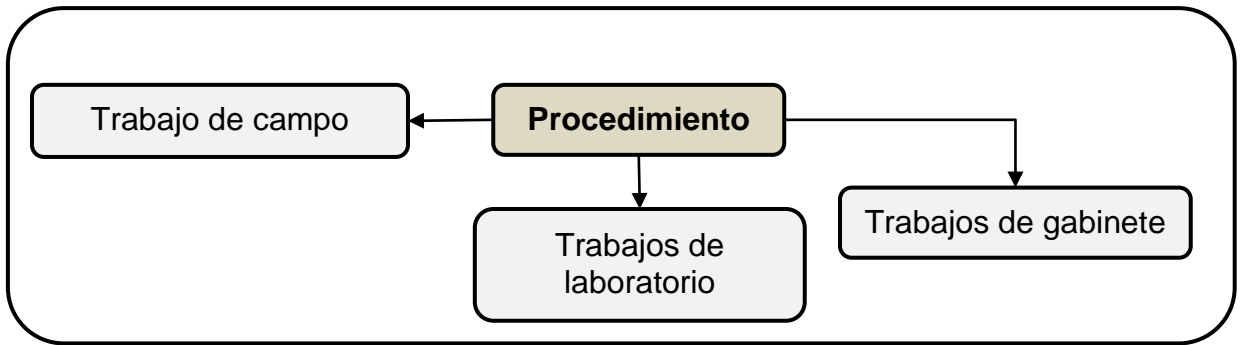 Trabajo de campo
Procedimiento
Trabajos de
laboratorio
Trabajos de gabinete